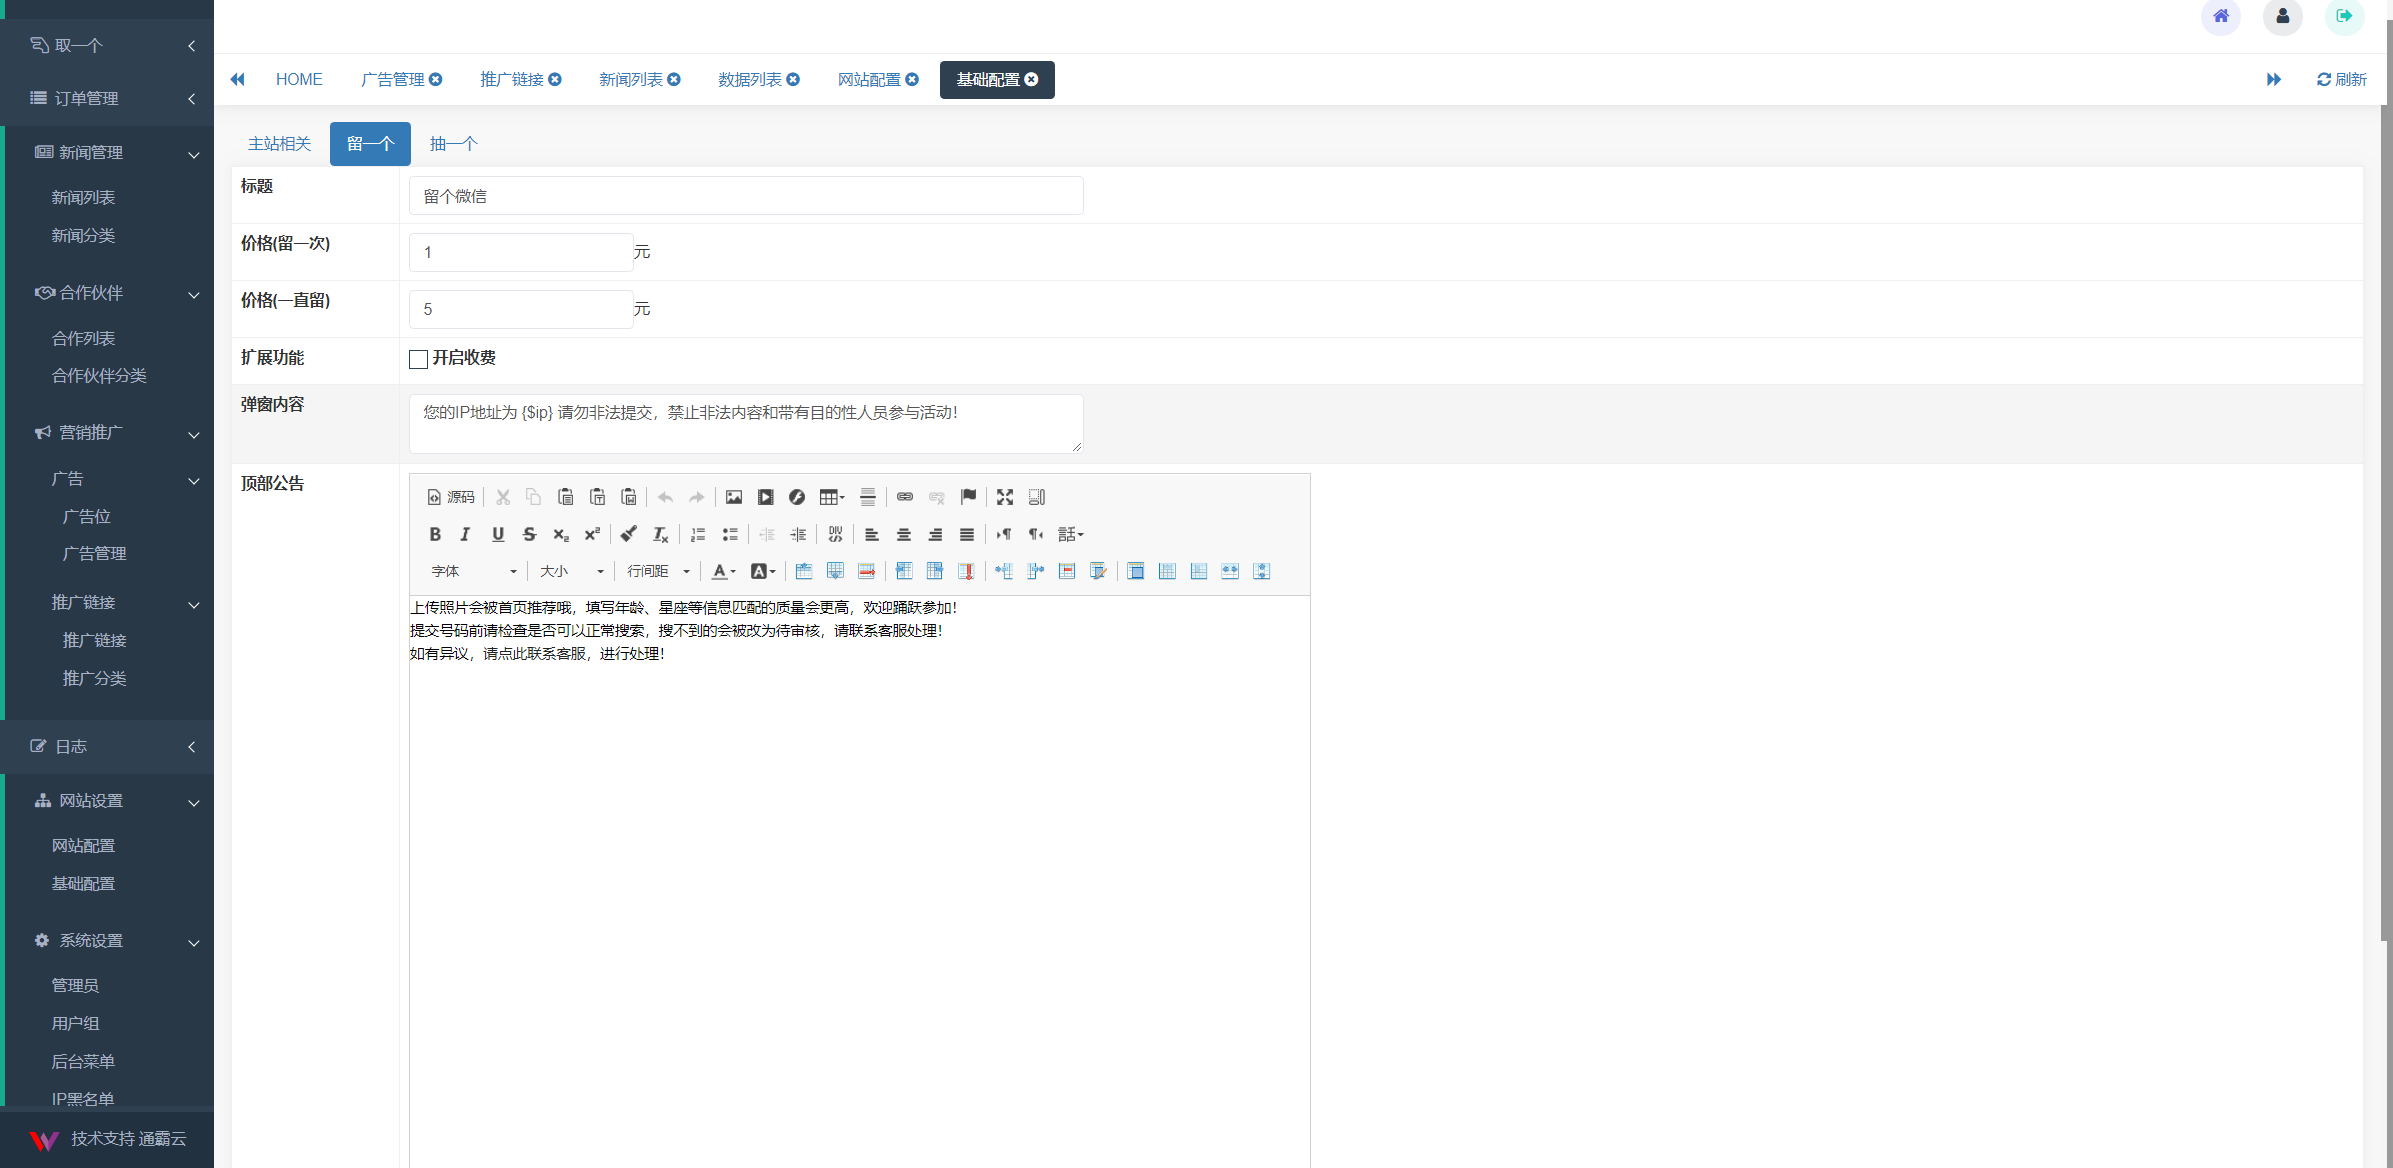 取一个
订单管理
新闻管理
新闻列表
新闻分类
合作伙伴
合作列表
合作伙伴分类
营销推广
广告
广告位
广告管理
推广链接
推广链接
推广分类
日志
网站设置
网站配置
基础配置
系统设置
管理员
用户组
后台菜单
IP黑名单
技术支持 通霸云
HOME 广告管理 推广链接 新闻列表 数据列表 网站配置 基础配置 刷新
主站相关 留一个 抽一个
标题 留个微信
价格(留一次) 1 元
价格(一直留) 5 元
扩展功能 开启收费
弹窗内容 您的IP地址为 {$ip} 请勿非法提交，禁止非法内容和带有目的性人员参与活动！
顶部公告
源码
B I U S x₂ x² Tx DIV 話
字体 大小 行间距 A A
上传照片会被首页推荐哦，填写年龄、星座等信息匹配的质量会更高，欢迎踊跃参加！
提交号码前请检查是否可以正常搜索，搜不到的会被改为待审核，请联系客服处理！
如有异议，请点此联系客服，进行处理！